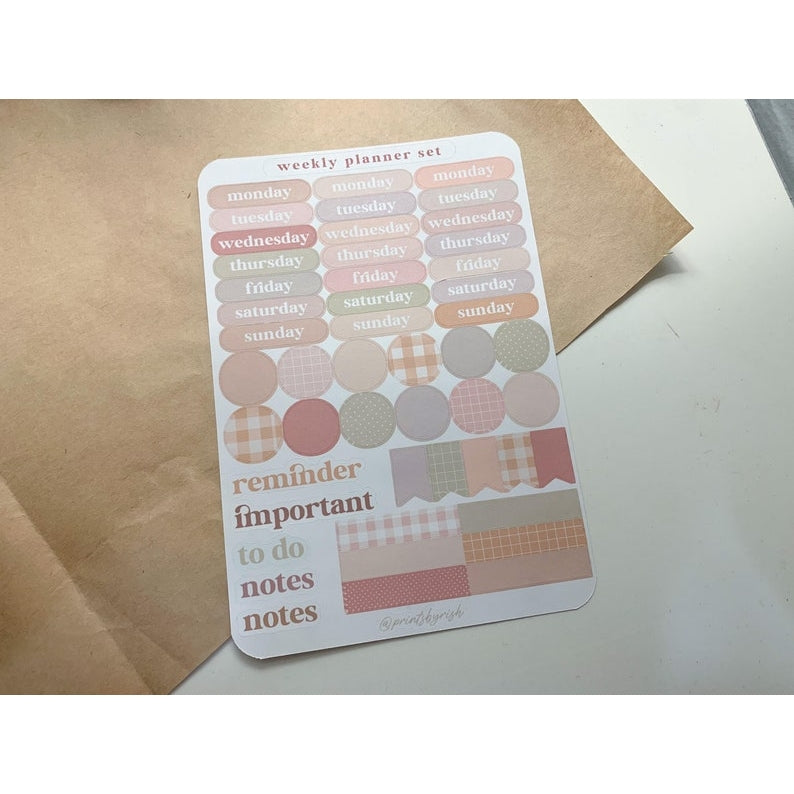 weekly planner set
monday monday monday
tuesday tuesday tuesday
wednesday wednesday wednesday
thursday thursday thursday
friday friday friday
saturday saturday saturday
sunday sunday sunday
reminder
important
to do
notes
notes
@printsbyrish